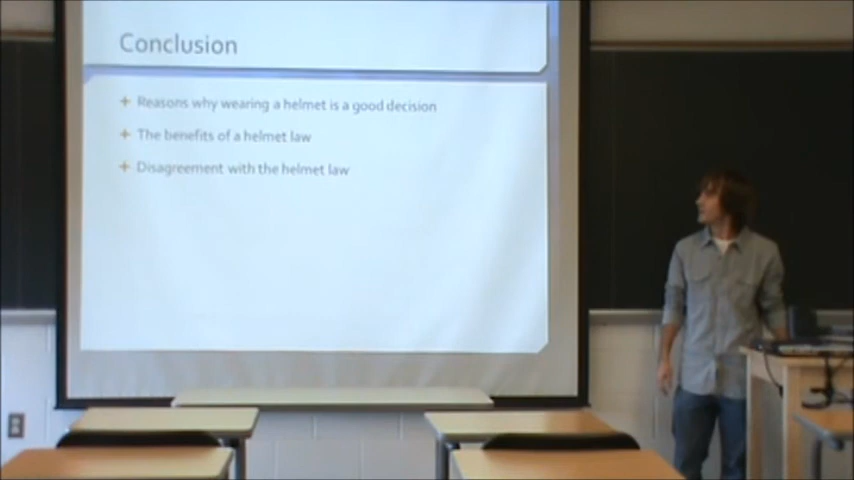 Conclusion
Reasons why wearing a helmet is a good decision
The benefits of a helmet law
Disagreement with the helmet law